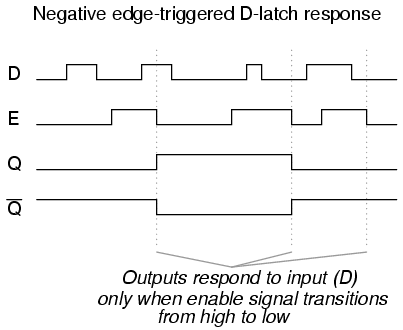 Negative edge-triggered D-latch response
D
E
Q
Q̅
Outputs respond to input (D)
only when enable signal transitions
from high to low